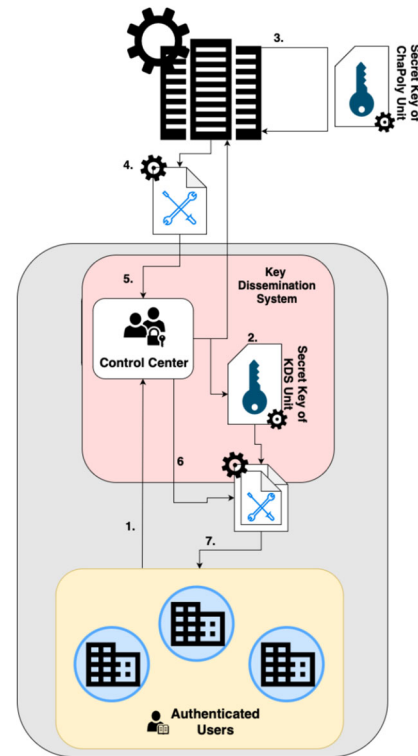 3.
Secret Key of
ChaPoly Unit
4.
5.
Key
Dissemination
System
Control Center
2.
Secret Key of
KDS Unit
6
1.
7.
Authenticated
Users